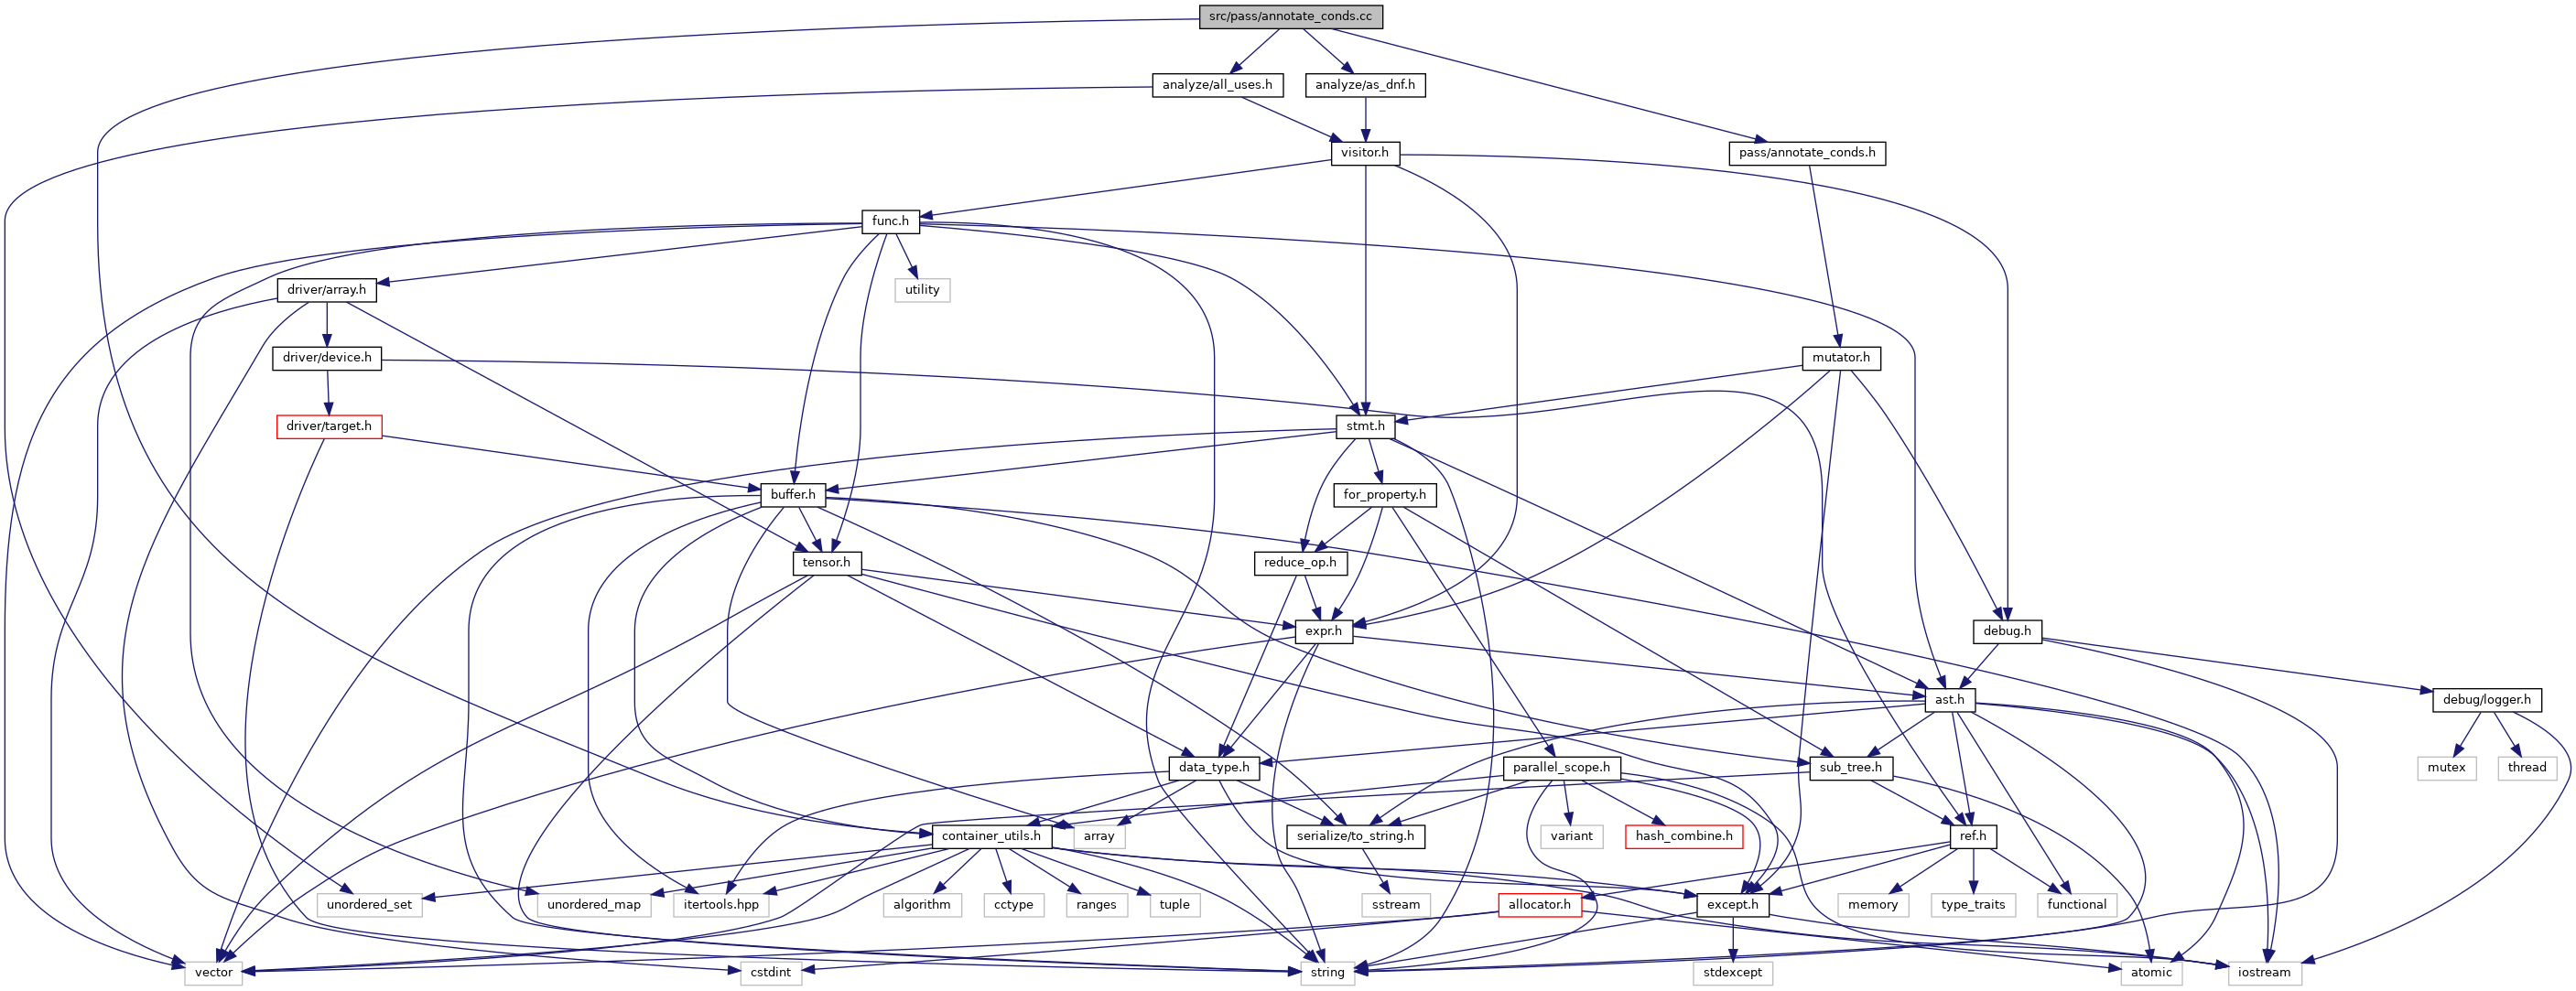 src/pass/annotate_conds.cc
analyze/all_uses.h
analyze/as_dnf.h
visitor.h
pass/annotate_conds.h
func.h
driver/array.h
utility
driver/device.h
mutator.h
driver/target.h
stmt.h
buffer.h
for_property.h
tensor.h
reduce_op.h
expr.h
debug.h
ast.h
debug/logger.h
data_type.h
parallel_scope.h
sub_tree.h
mutex
thread
container_utils.h
array
serialize/to_string.h
variant
hash_combine.h
ref.h
unordered_set
unordered_map
itertools.hpp
algorithm
cctype
ranges
tuple
sstream
allocator.h
except.h
memory
type_traits
functional
vector
cstdint
string
stdexcept
atomic
iostream